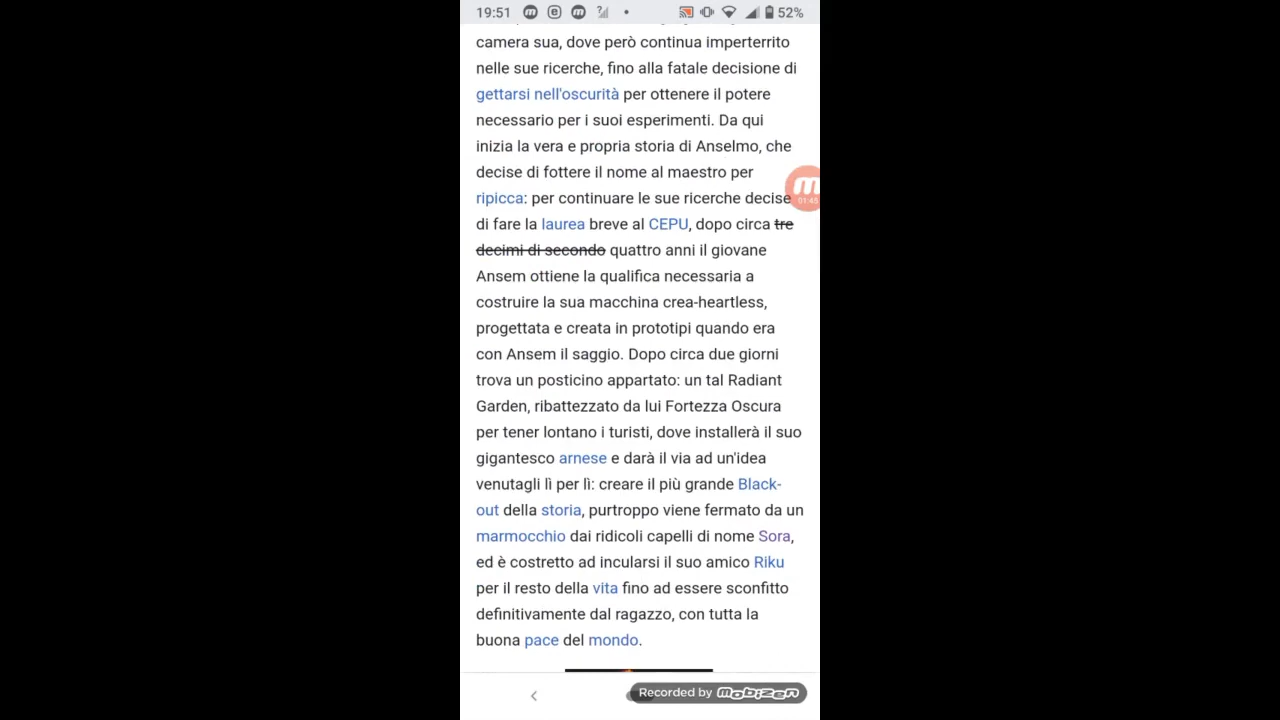 19:51
52%
camera sua, dove però continua imperterrito
nelle sue ricerche, fino alla fatale decisione di
gettarsi nell'oscurità per ottenere il potere
necessario per i suoi esperimenti. Da qui
inizia la vera e propria storia di Anselmo, che
decise di fottere il nome al maestro per
ripicca: per continuare le sue ricerche decise
di fare la laurea breve al CEPU, dopo circa tre
decimi di secondo quattro anni il giovane
Ansem ottiene la qualifica necessaria a
costruire la sua macchina crea-heartless,
progettata e creata in prototipi quando era
con Ansem il saggio. Dopo circa due giorni
trova un posticino appartato: un tal Radiant
Garden, ribattezzato da lui Fortezza Oscura
per tener lontano i turisti, dove installerà il suo
gigantesco arnese e darà il via ad un'idea
venutagli lì per lì: creare il più grande Black-
out della storia, purtroppo viene fermato da un
marmocchio dai ridicoli capelli di nome Sora,
ed è costretto ad incularsi il suo amico Riku
per il resto della vita fino ad essere sconfitto
definitivamente dal ragazzo, con tutta la
buona pace del mondo.
01:45
Recorded by mobizen